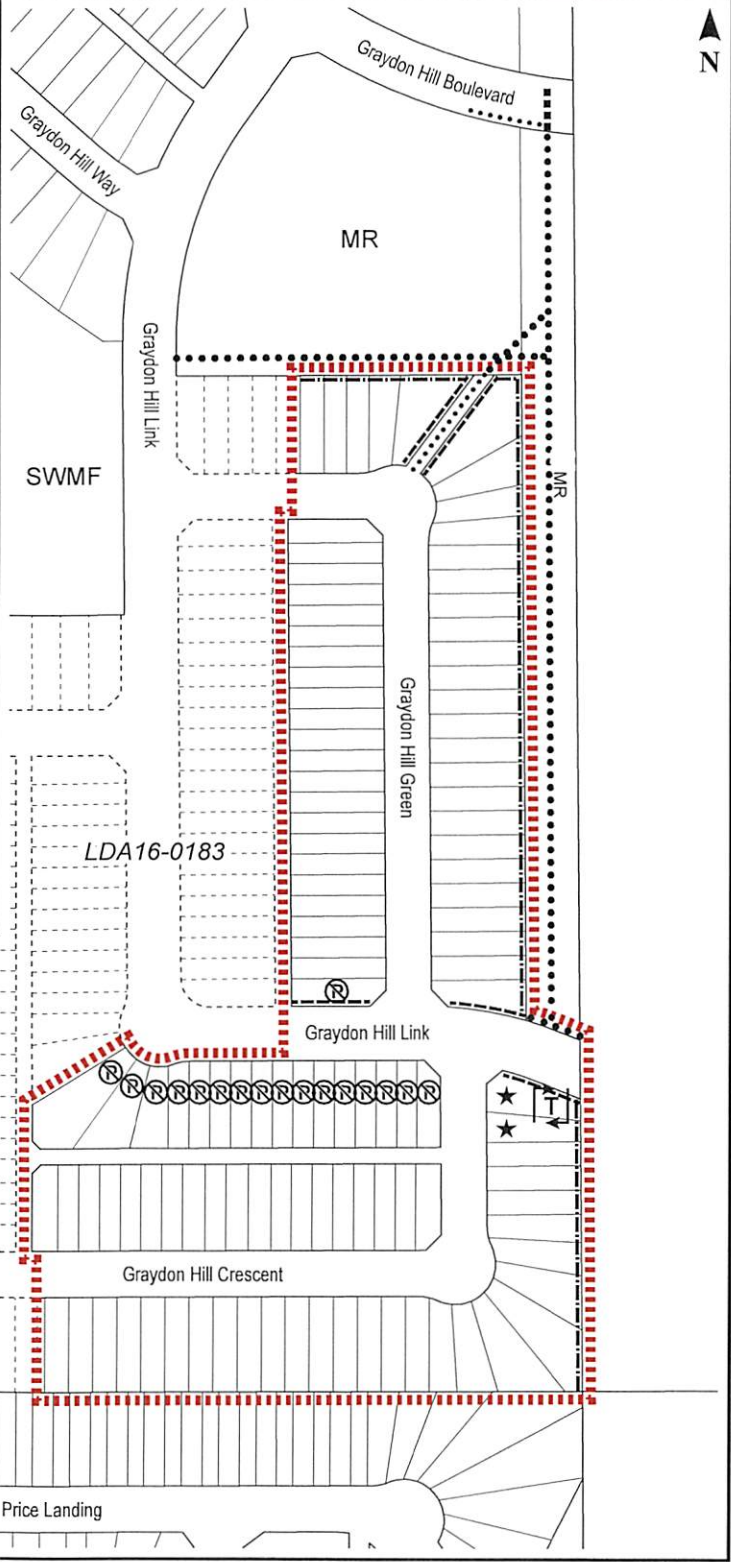 N
Graydon Hill Boulevard
Graydon Hill Way
MR
Graydon Hill Link
SWMF
MR
Graydon Hill Green
LDA16-0183
R
Graydon Hill Link
R R R R R R R R R R R R R R R R
T
Graydon Hill Crescent
Price Landing